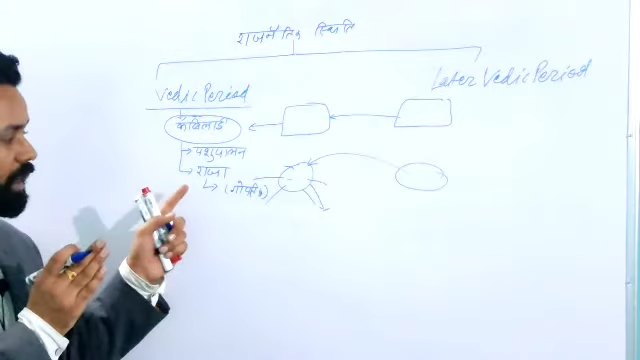 राजनैतिक स्थिति
Vedic Period
Later Vedic Period
कबिलाई
पशुपालन
राजा
(गोपति)